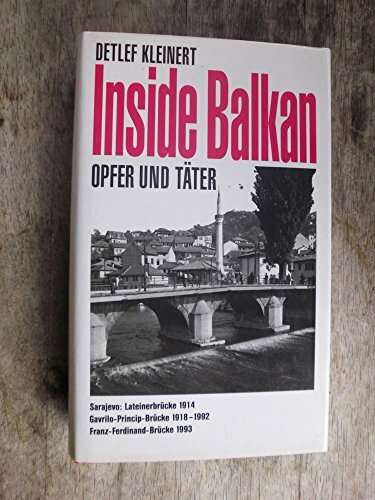 DETLEF KLEINERT
Inside Balkan
OPFER UND TÄTER
Sarajevo: Lateinerbrücke 1914
Gavrilo-Princip-Brücke 1918-1992
Franz-Ferdinand-Brücke 1993